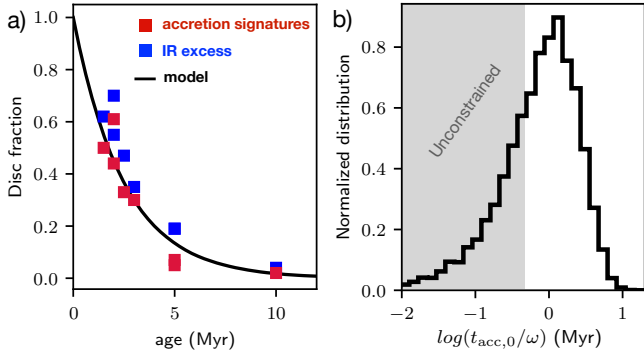 a)
accretion signatures
IR excess
model
Disc fraction
1.0
0.8
0.6
0.4
0.2
0.0
0
5
10
age (Myr)
b)
Unconstrained
Normalized distribution
0.8
0.6
0.4
0.2
0.0
−2
−1
0
1
log(t_acc,0/ω) (Myr)